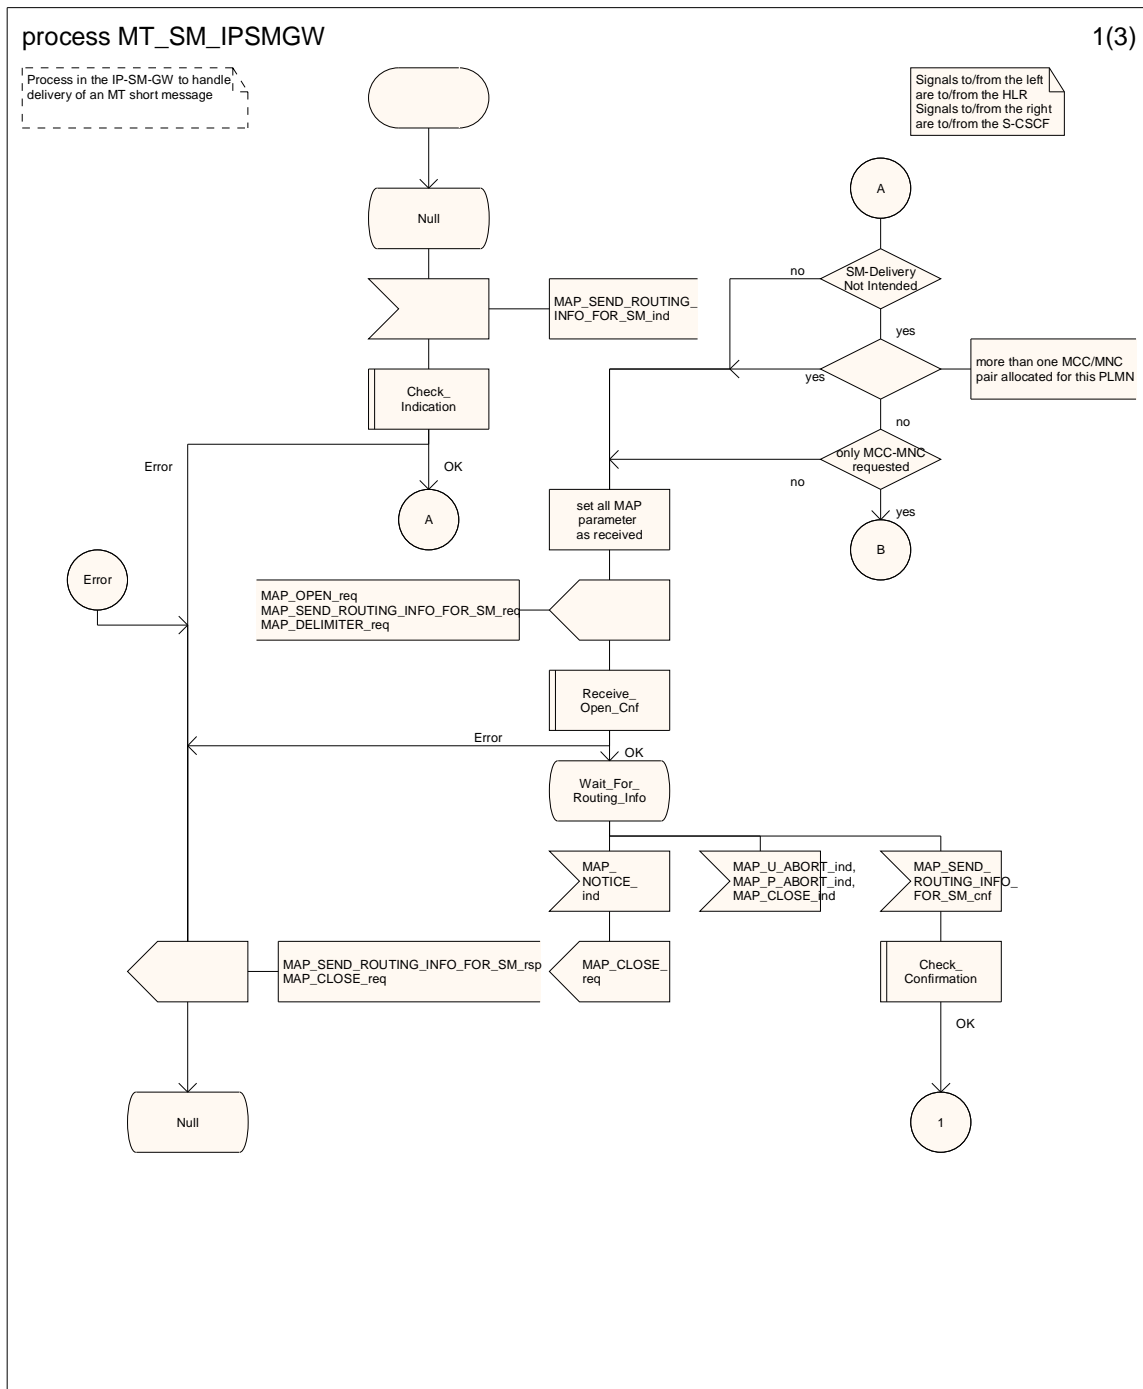 process MT_SM_IPSMGW
1(3)
Process in the IP-SM-GW to handle
delivery of an MT short message
Signals to/from the left
are to/from the HLR
Signals to/from the right
are to/from the S-CSCF
A
Null
no
SM-Delivery
Not Intended
MAP_SEND_ROUTING_
INFO_FOR_SM_ind
yes
more than one MCC/MNC
pair allocated for this PLMN
yes
Check_
Indication
no
only MCC-MNC
requested
Error
OK
no
set all MAP
parameter
as received
yes
A
B
Error
MAP_OPEN_req
MAP_SEND_ROUTING_INFO_FOR_SM_req
MAP_DELIMITER_req
Receive_
Open_Cnf
Error
OK
Wait_For_
Routing_Info
MAP_
NOTICE_
ind
MAP_U_ABORT_ind,
MAP_P_ABORT_ind,
MAP_CLOSE_ind
MAP_SEND_
ROUTING_INFO_
FOR_SM_cnf
MAP_SEND_ROUTING_INFO_FOR_SM_rsp
MAP_CLOSE_req
MAP_CLOSE_
req
Check_
Confirmation
OK
Null
1